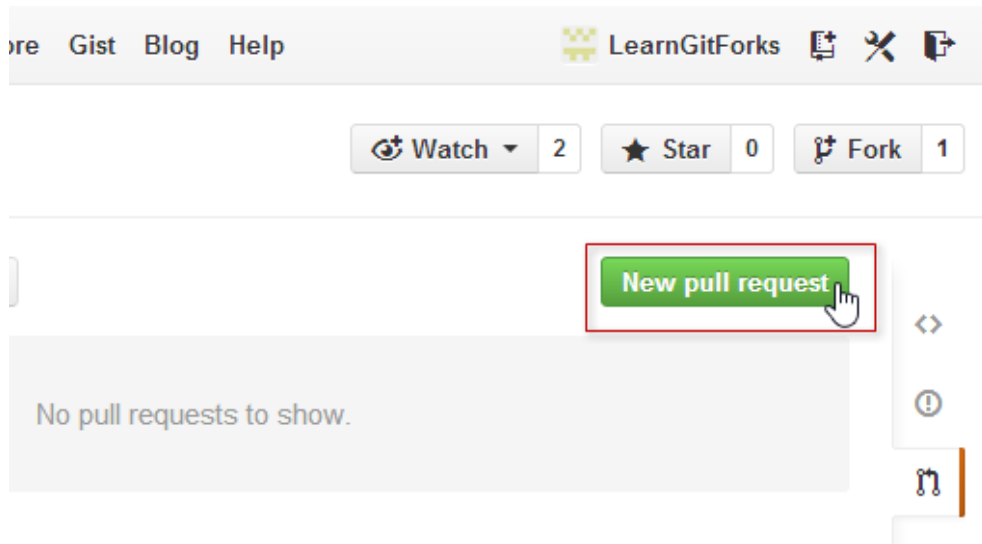 ore Gist Blog Help LearnGitForks
Watch 2 Star 0 Fork 1
New pull request
No pull requests to show.